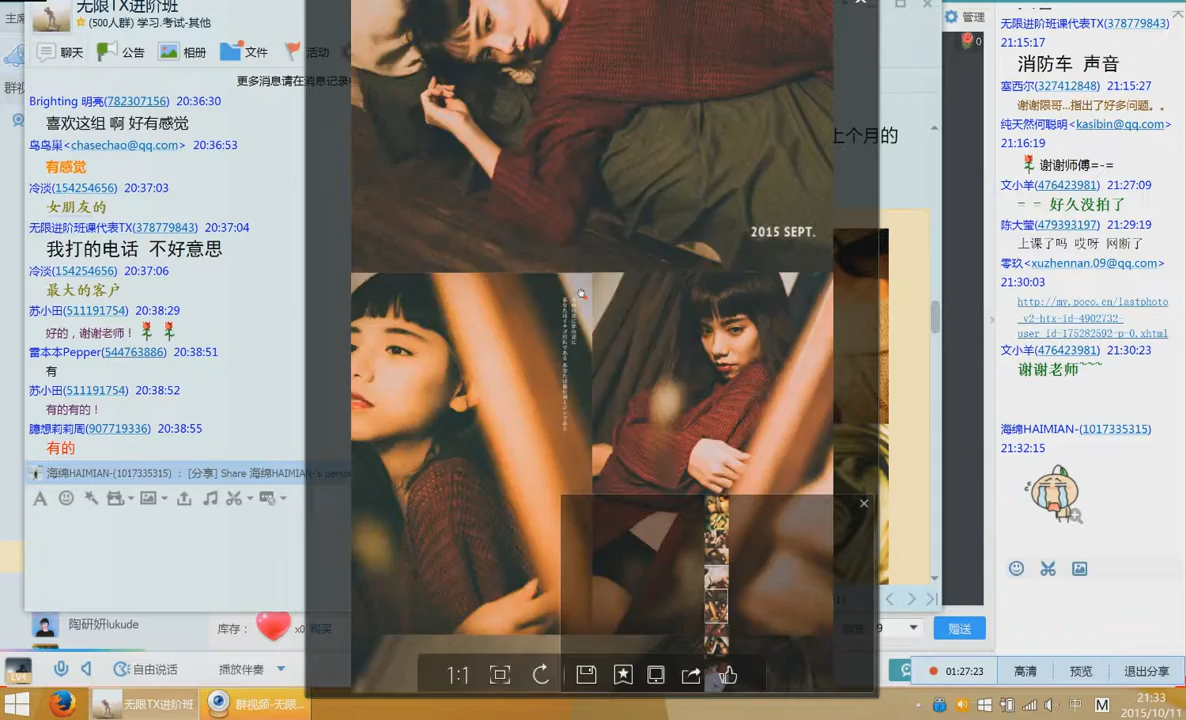 主席
无限TX进阶班
(500人群) 学习.考试-其他
聊天
公告
相册
文件
活动
更多消息请在消息记录
群视
Brighting 明亮(782307156) 20:36:30
喜欢这组 啊 好有感觉
鸟鸟巢<chasechao@qq.com> 20:36:53
有感觉
冷淡(154254656) 20:37:03
女朋友的
无限进阶班课代表TX(378779843) 20:37:04
我打的电话 不好意思
冷淡(154254656) 20:37:06
最大的客户
苏小田(511191754) 20:38:29
好的，谢谢老师！
雷本本Pepper(544763886) 20:38:51
有
苏小田(511191754) 20:38:52
有的有的！
臆想莉莉周(907719336) 20:38:55
有的
海绵HAIMIAN-(1017335315) : [分享] Share 海绵HAIMIAN-'s perso
陶妍妍lukude
库存：
x0
购买
LV4
自由说话
播放伴奏
2015 SEPT.
上个月的
1:1
管理
0
无限进阶班课代表TX(378779843)
21:15:17
消防车 声音
塞西尔(327412848) 21:15:27
谢谢限哥...指出了好多问题。。
纯天然何聪明<kasibin@qq.com>
21:16:19
谢谢师傅=-=
文小羊(476423981) 21:27:09
= = 好久没拍了
陈大莹(479393197) 21:29:19
上课了吗 哎呀 网断了
零玖<xuzhennan.09@qq.com>
21:30:03
http://my.poco.cn/lastphoto
_v2-htx-id-4902732-
user_id-175282592-p-0.xhtml
文小羊(476423981) 21:30:23
谢谢老师~~~
海绵HAIMIAN-(1017335315)
21:32:15
9
赠送
01:27:23
高清
预览
退出分享
无限TX进阶班
群视频-无限...
中
M
21:33
2015/10/11